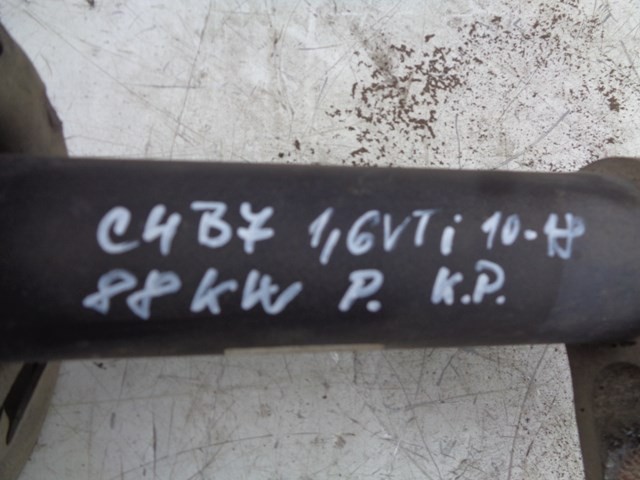 C4B7 1,6VTi 10-
88KW P. K.P.